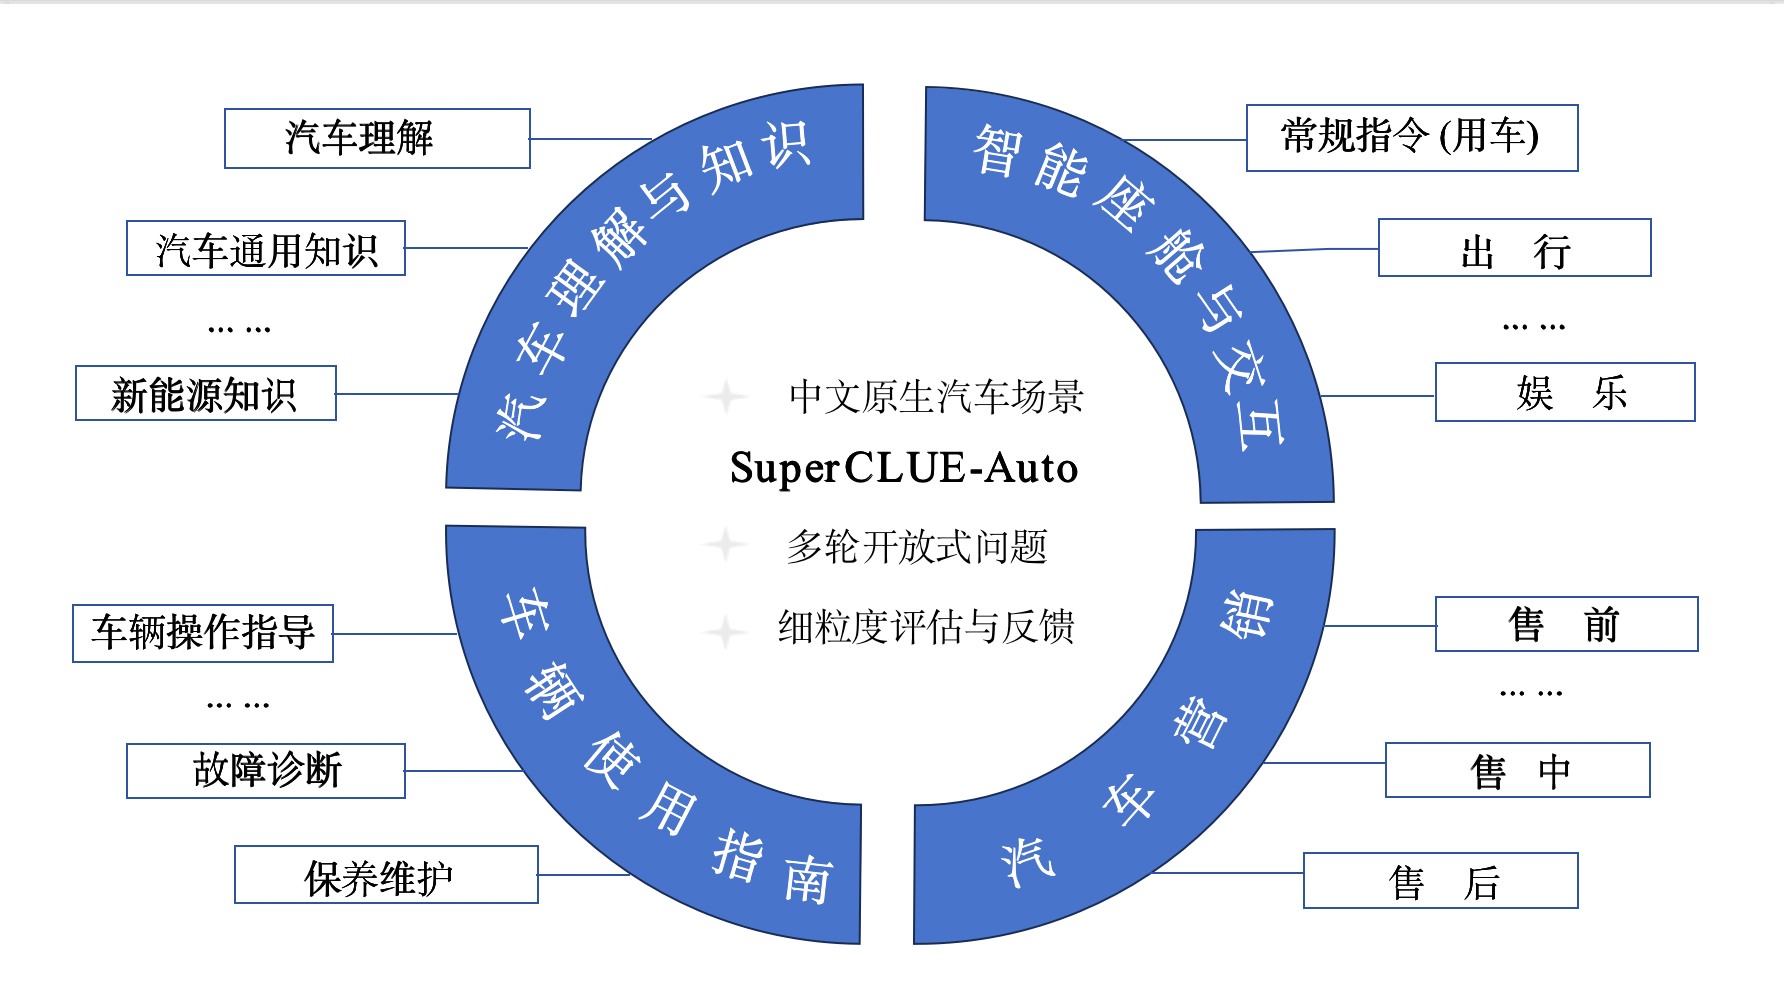 汽车理解与知识
汽车理解
汽车通用知识
... ...
新能源知识
智能座舱与交互
常规指令 (用车)
出 行
... ...
娱 乐
中文原生汽车场景
SuperCLUE-Auto
多轮开放式问题
细粒度评估与反馈
车辆使用指南
车辆操作指导
... ...
故障诊断
保养维护
汽车营销
售 前
... ...
售 中
售 后